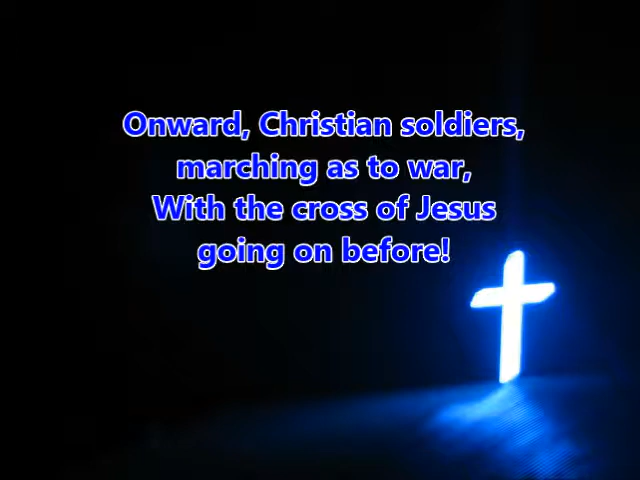 Onward, Christian soldiers,
marching as to war,
With the cross of Jesus
going on before!